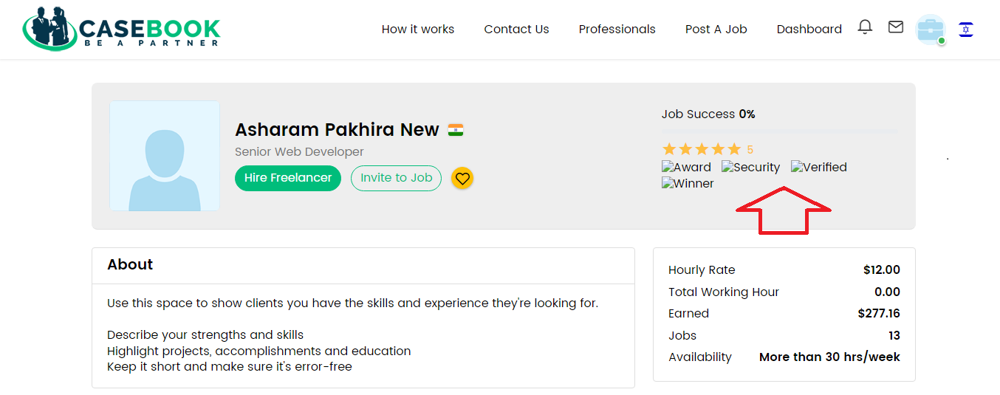 CASEBOOK
BE A PARTNER
How it works Contact Us Professionals Post A Job Dashboard
Asharam Pakhira New
Senior Web Developer
Hire Freelancer Invite to Job
Job Success 0%
5
Award Security Verified
Winner
About
Use this space to show clients you have the skills and experience they're looking for.
Describe your strengths and skills
Highlight projects, accomplishments and education
Keep it short and make sure it's error-free
Hourly Rate $12.00
Total Working Hour 0.00
Earned $277.16
Jobs 13
Availability More than 30 hrs/week